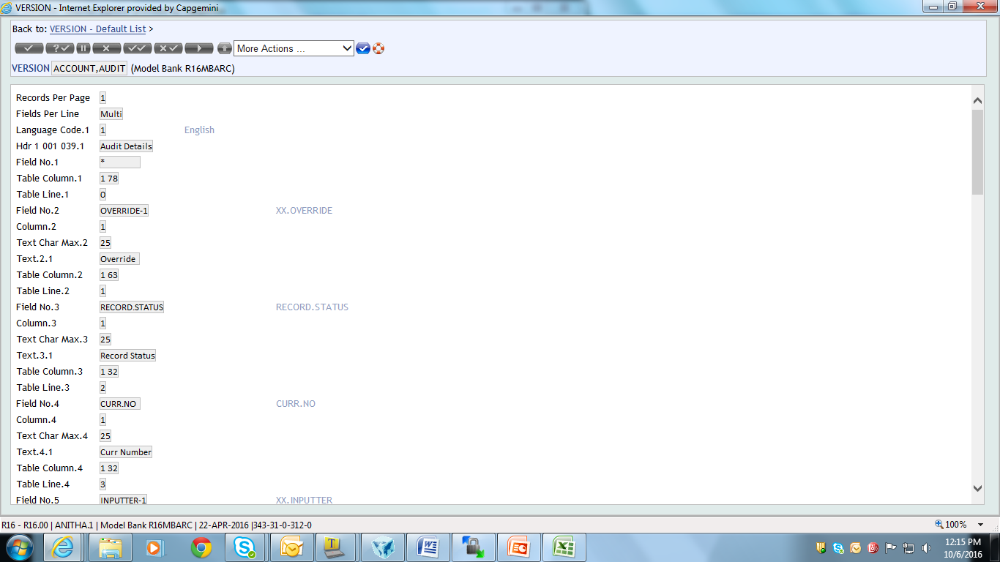 VERSION - Internet Explorer provided by Capgemini
Back to: VERSION - Default List >
More Actions ...
VERSION ACCOUNT,AUDIT (Model Bank R16MBARC)
Records Per Page 1
Fields Per Line Multi
Language Code.1 1 English
Hdr 1 001 039.1 Audit Details
Field No.1 *
Table Column.1 1 78
Table Line.1 0
Field No.2 OVERRIDE-1 XX.OVERRIDE
Column.2 1
Text Char Max.2 25
Text.2.1 Override
Table Column.2 1 63
Table Line.2 1
Field No.3 RECORD.STATUS RECORD.STATUS
Column.3 1
Text Char Max.3 25
Text.3.1 Record Status
Table Column.3 1 32
Table Line.3 2
Field No.4 CURR.NO CURR.NO
Column.4 1
Text Char Max.4 25
Text.4.1 Curr Number
Table Column.4 1 32
Table Line.4 3
Field No.5 INPUTTER-1 XX.INPUTTER
R16 - R16.00 | ANITHA.1 | Model Bank R16MBARC | 22-APR-2016 |343-31-0-312-0
100%
12:15 PM
10/6/2016